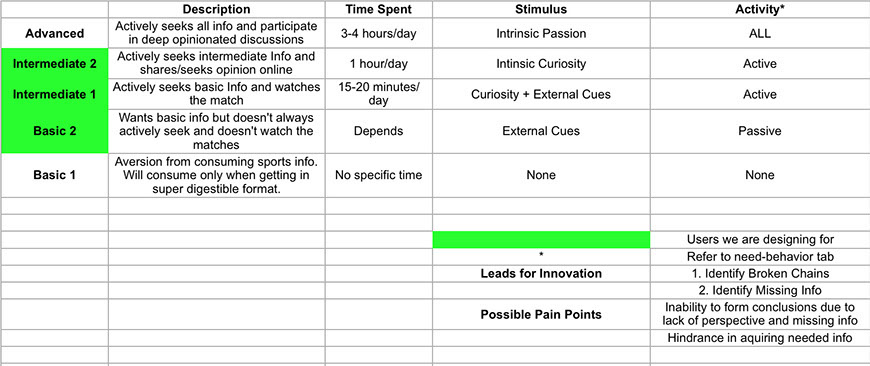 Description Time Spent Stimulus Activity*
Advanced
Actively seeks all info and participate
in deep opinionated discussions
3-4 hours/day
Intrinsic Passion
ALL
Intermediate 2
Actively seeks intermediate Info and
shares/seeks opinion online
1 hour/day
Intinsic Curiosity
Active
Intermediate 1
Actively seeks basic Info and watches
the match
15-20 minutes/
day
Curiosity + External Cues
Active
Basic 2
Wants basic info but doesn't always
actively seek and doesn't watch the
matches
Depends
External Cues
Passive
Basic 1
Aversion from consuming sports info.
Will consume only when getting in
super digestible format.
No specific time
None
None
Users we are designing for
* Refer to need-behavior tab
Leads for Innovation 1. Identify Broken Chains
2. Identify Missing Info
Possible Pain Points
Inability to form conclusions due to
lack of perspective and missing info
Hindrance in aquiring needed info